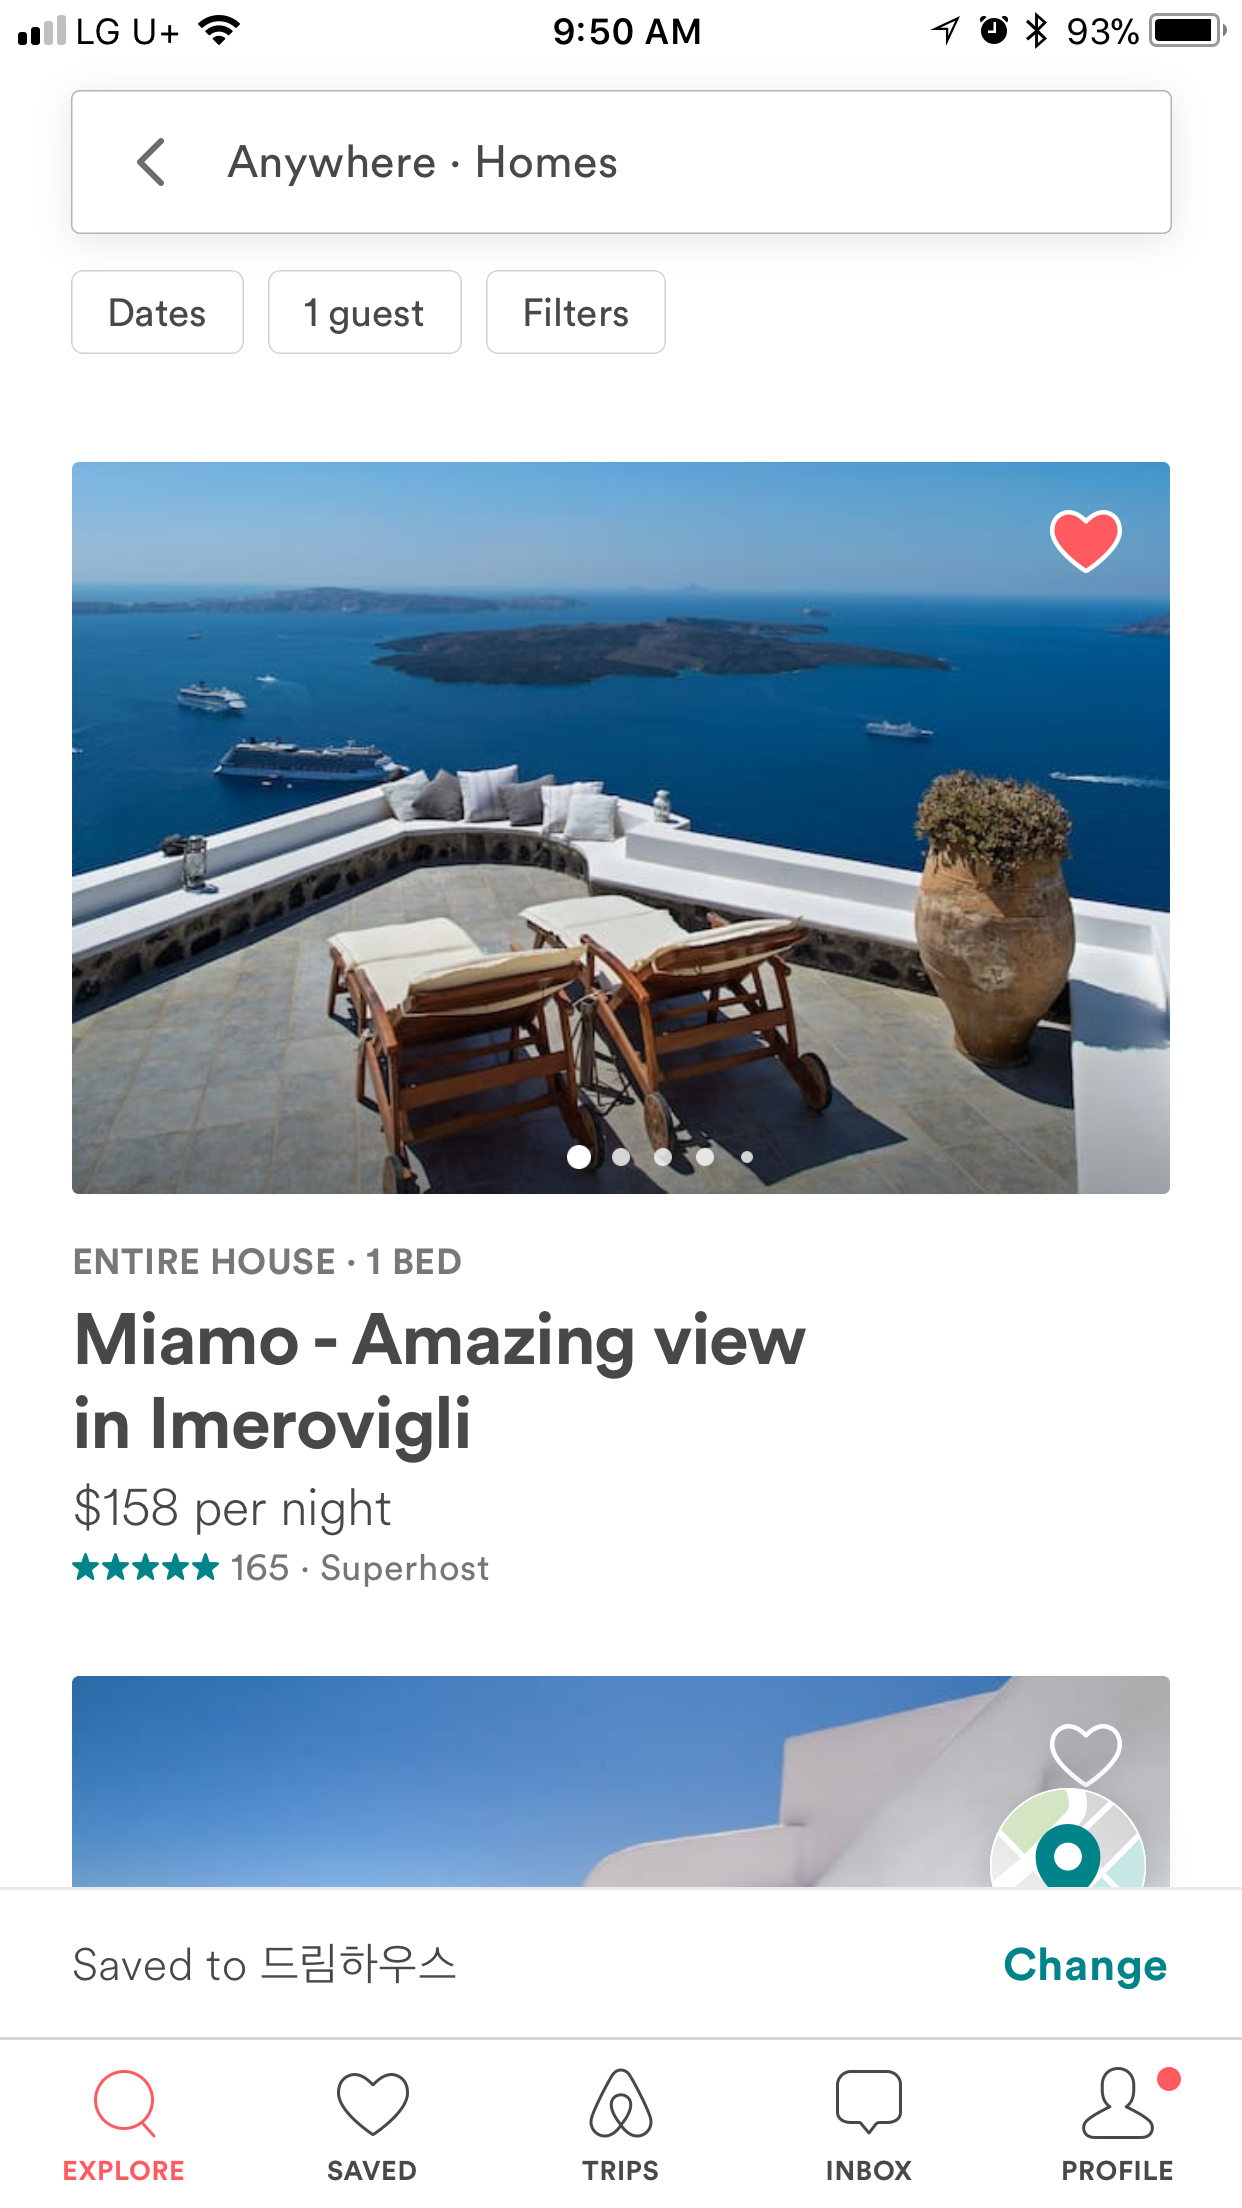 LG U+
9:50 AM
93%
Anywhere · Homes
Dates
1 guest
Filters
ENTIRE HOUSE · 1 BED
Miamo - Amazing view
in Imerovigli
$158 per night
165 · Superhost
Saved to 드림하우스
Change
EXPLORE
SAVED
TRIPS
INBOX
PROFILE